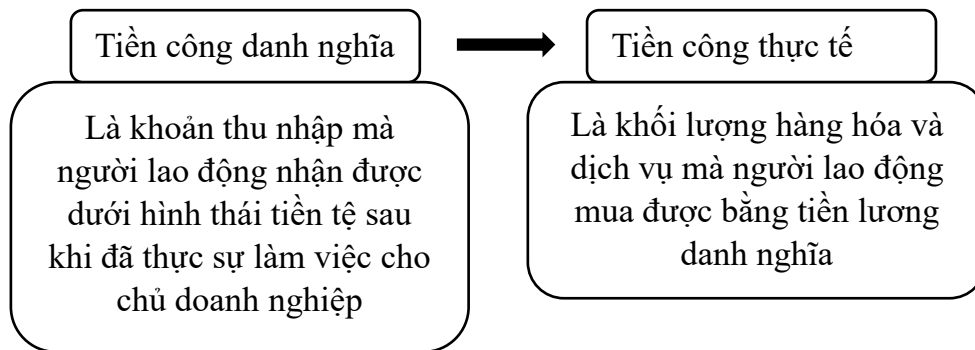 Tiền công danh nghĩa
Tiền công thực tế
Là khoản thu nhập mà
người lao động nhận được
dưới hình thái tiền tệ sau
khi đã thực sự làm việc cho
chủ doanh nghiệp
Là khối lượng hàng hóa và
dịch vụ mà người lao động
mua được bằng tiền lương
danh nghĩa